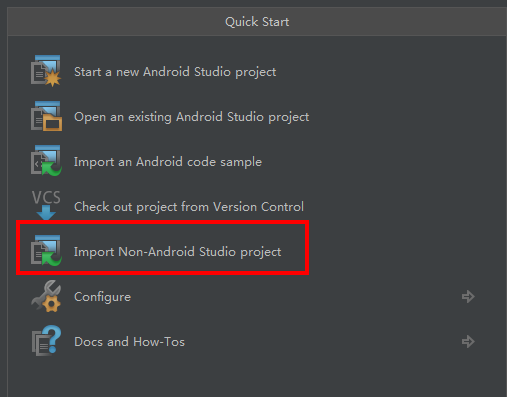 Quick Start
Start a new Android Studio project
Open an existing Android Studio project
Import an Android code sample
VCS
Check out project from Version Control
Import Non-Android Studio project
Configure
Docs and How-Tos